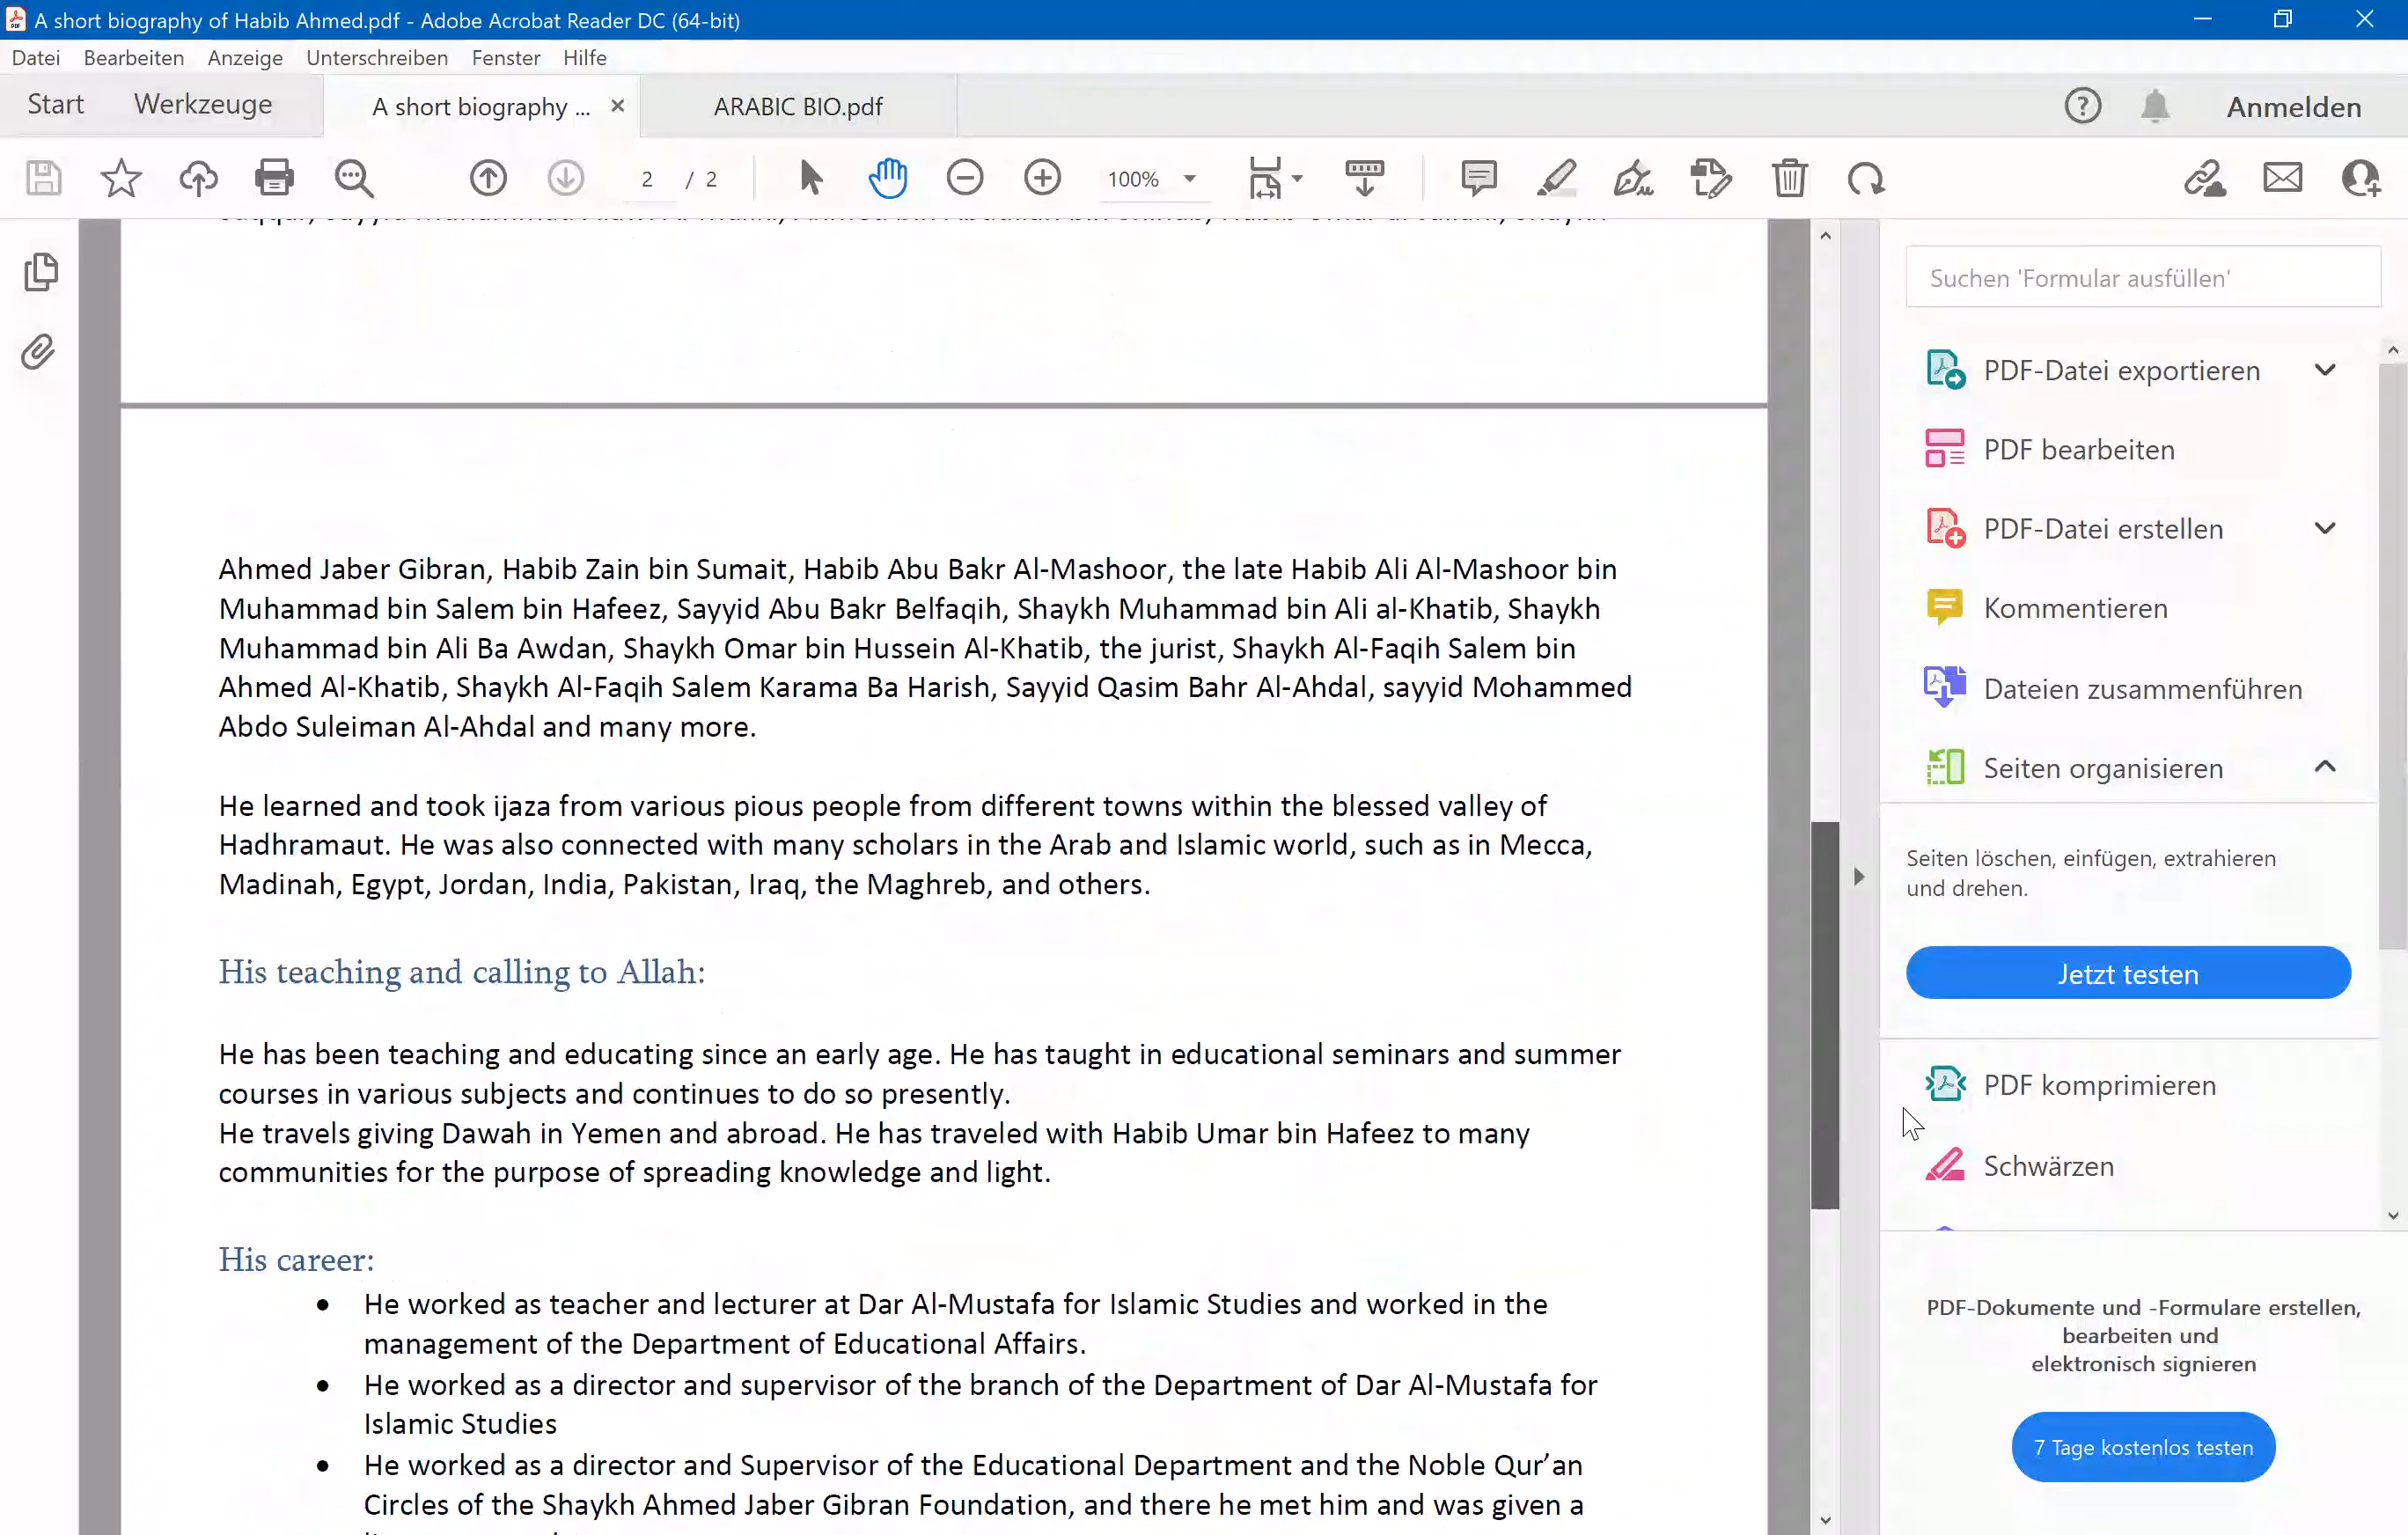 A short biography of Habib Ahmed.pdf - Adobe Acrobat Reader DC (64-bit)
Datei Bearbeiten Anzeige Unterschreiben Fenster Hilfe
Start Werkzeuge A short biography ... × ARABIC BIO.pdf Anmelden
2 / 2 100%
Ahmed Jaber Gibran, Habib Zain bin Sumait, Habib Abu Bakr Al-Mashoor, the late Habib Ali Al-Mashoor bin
Muhammad bin Salem bin Hafeez, Sayyid Abu Bakr Belfaqih, Shaykh Muhammad bin Ali al-Khatib, Shaykh
Muhammad bin Ali Ba Awdan, Shaykh Omar bin Hussein Al-Khatib, the jurist, Shaykh Al-Faqih Salem bin
Ahmed Al-Khatib, Shaykh Al-Faqih Salem Karama Ba Harish, Sayyid Qasim Bahr Al-Ahdal, sayyid Mohammed
Abdo Suleiman Al-Ahdal and many more.
He learned and took ijaza from various pious people from different towns within the blessed valley of
Hadhramaut. He was also connected with many scholars in the Arab and Islamic world, such as in Mecca,
Madinah, Egypt, Jordan, India, Pakistan, Iraq, the Maghreb, and others.
His teaching and calling to Allah:
He has been teaching and educating since an early age. He has taught in educational seminars and summer
courses in various subjects and continues to do so presently.
He travels giving Dawah in Yemen and abroad. He has traveled with Habib Umar bin Hafeez to many
communities for the purpose of spreading knowledge and light.
His career:
• He worked as teacher and lecturer at Dar Al-Mustafa for Islamic Studies and worked in the
management of the Department of Educational Affairs.
• He worked as a director and supervisor of the branch of the Department of Dar Al-Mustafa for
Islamic Studies
• He worked as a director and Supervisor of the Educational Department and the Noble Qur’an
Circles of the Shaykh Ahmed Jaber Gibran Foundation, and there he met him and was given a
Suchen 'Formular ausfüllen'
PDF-Datei exportieren
PDF bearbeiten
PDF-Datei erstellen
Kommentieren
Dateien zusammenführen
Seiten organisieren
Seiten löschen, einfügen, extrahieren
und drehen.
Jetzt testen
PDF komprimieren
Schwärzen
PDF-Dokumente und -Formulare erstellen,
bearbeiten und
elektronisch signieren
7 Tage kostenlos testen